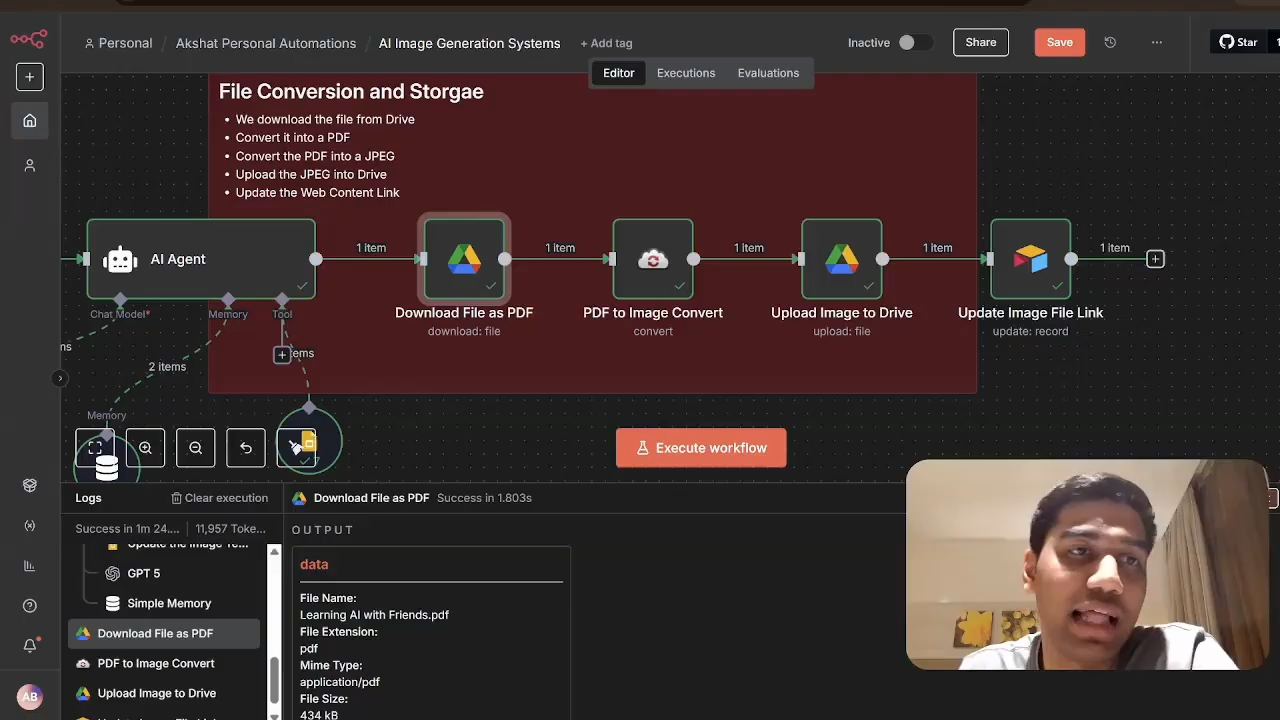 Personal / Akshat Personal Automations / AI Image Generation Systems + Add tag
Inactive
Share
Save
...
Star
Editor Executions Evaluations
File Conversion and Storgae
• We download the file from Drive
• Convert it into a PDF
• Convert the PDF into a JPEG
• Upload the JPEG into Drive
• Update the Web Content Link
AI Agent
1 item
1 item
1 item
1 item
1 item
Chat Model*
Memory
Tool
Download File as PDF
download: file
PDF to Image Convert
convert
Upload Image to Drive
upload: file
Update Image File Link
update: record
2 items
Memory
Execute workflow
Logs
Clear execution
Download File as PDF Success in 1.803s
Success in 1m 24.... 11,957 Toke...
OUTPUT
GPT 5
Simple Memory
Download File as PDF
PDF to Image Convert
Upload Image to Drive
data
File Name:
Learning AI with Friends.pdf
File Extension:
pdf
Mime Type:
application/pdf
File Size:
434 kB
AB